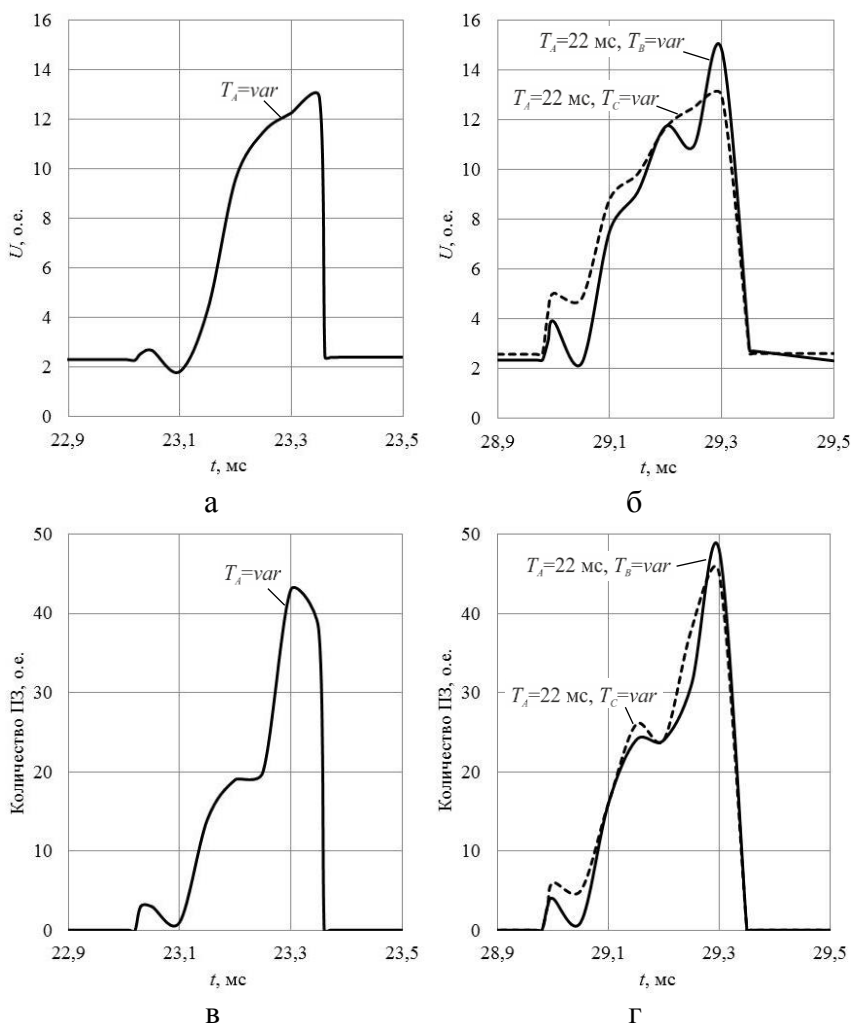 16
14
12
10
8
6
4
2
0
U, о.е.
T_A=var
22,9
23,1
23,3
23,5
t, мс
а
16
14
12
10
8
6
4
2
0
U, о.е.
T_A=22 мс, T_B=var
T_A=22 мс, T_C=var
28,9
29,1
29,3
29,5
t, мс
б
50
40
30
20
10
0
Количество ПЗ, о.е.
T_A=var
22,9
23,1
23,3
23,5
t, мс
в
50
40
30
20
10
0
Количество ПЗ, о.е.
T_A=22 мс, T_B=var
T_A=22 мс, T_C=var
28,9
29,1
29,3
29,5
t, мс
г